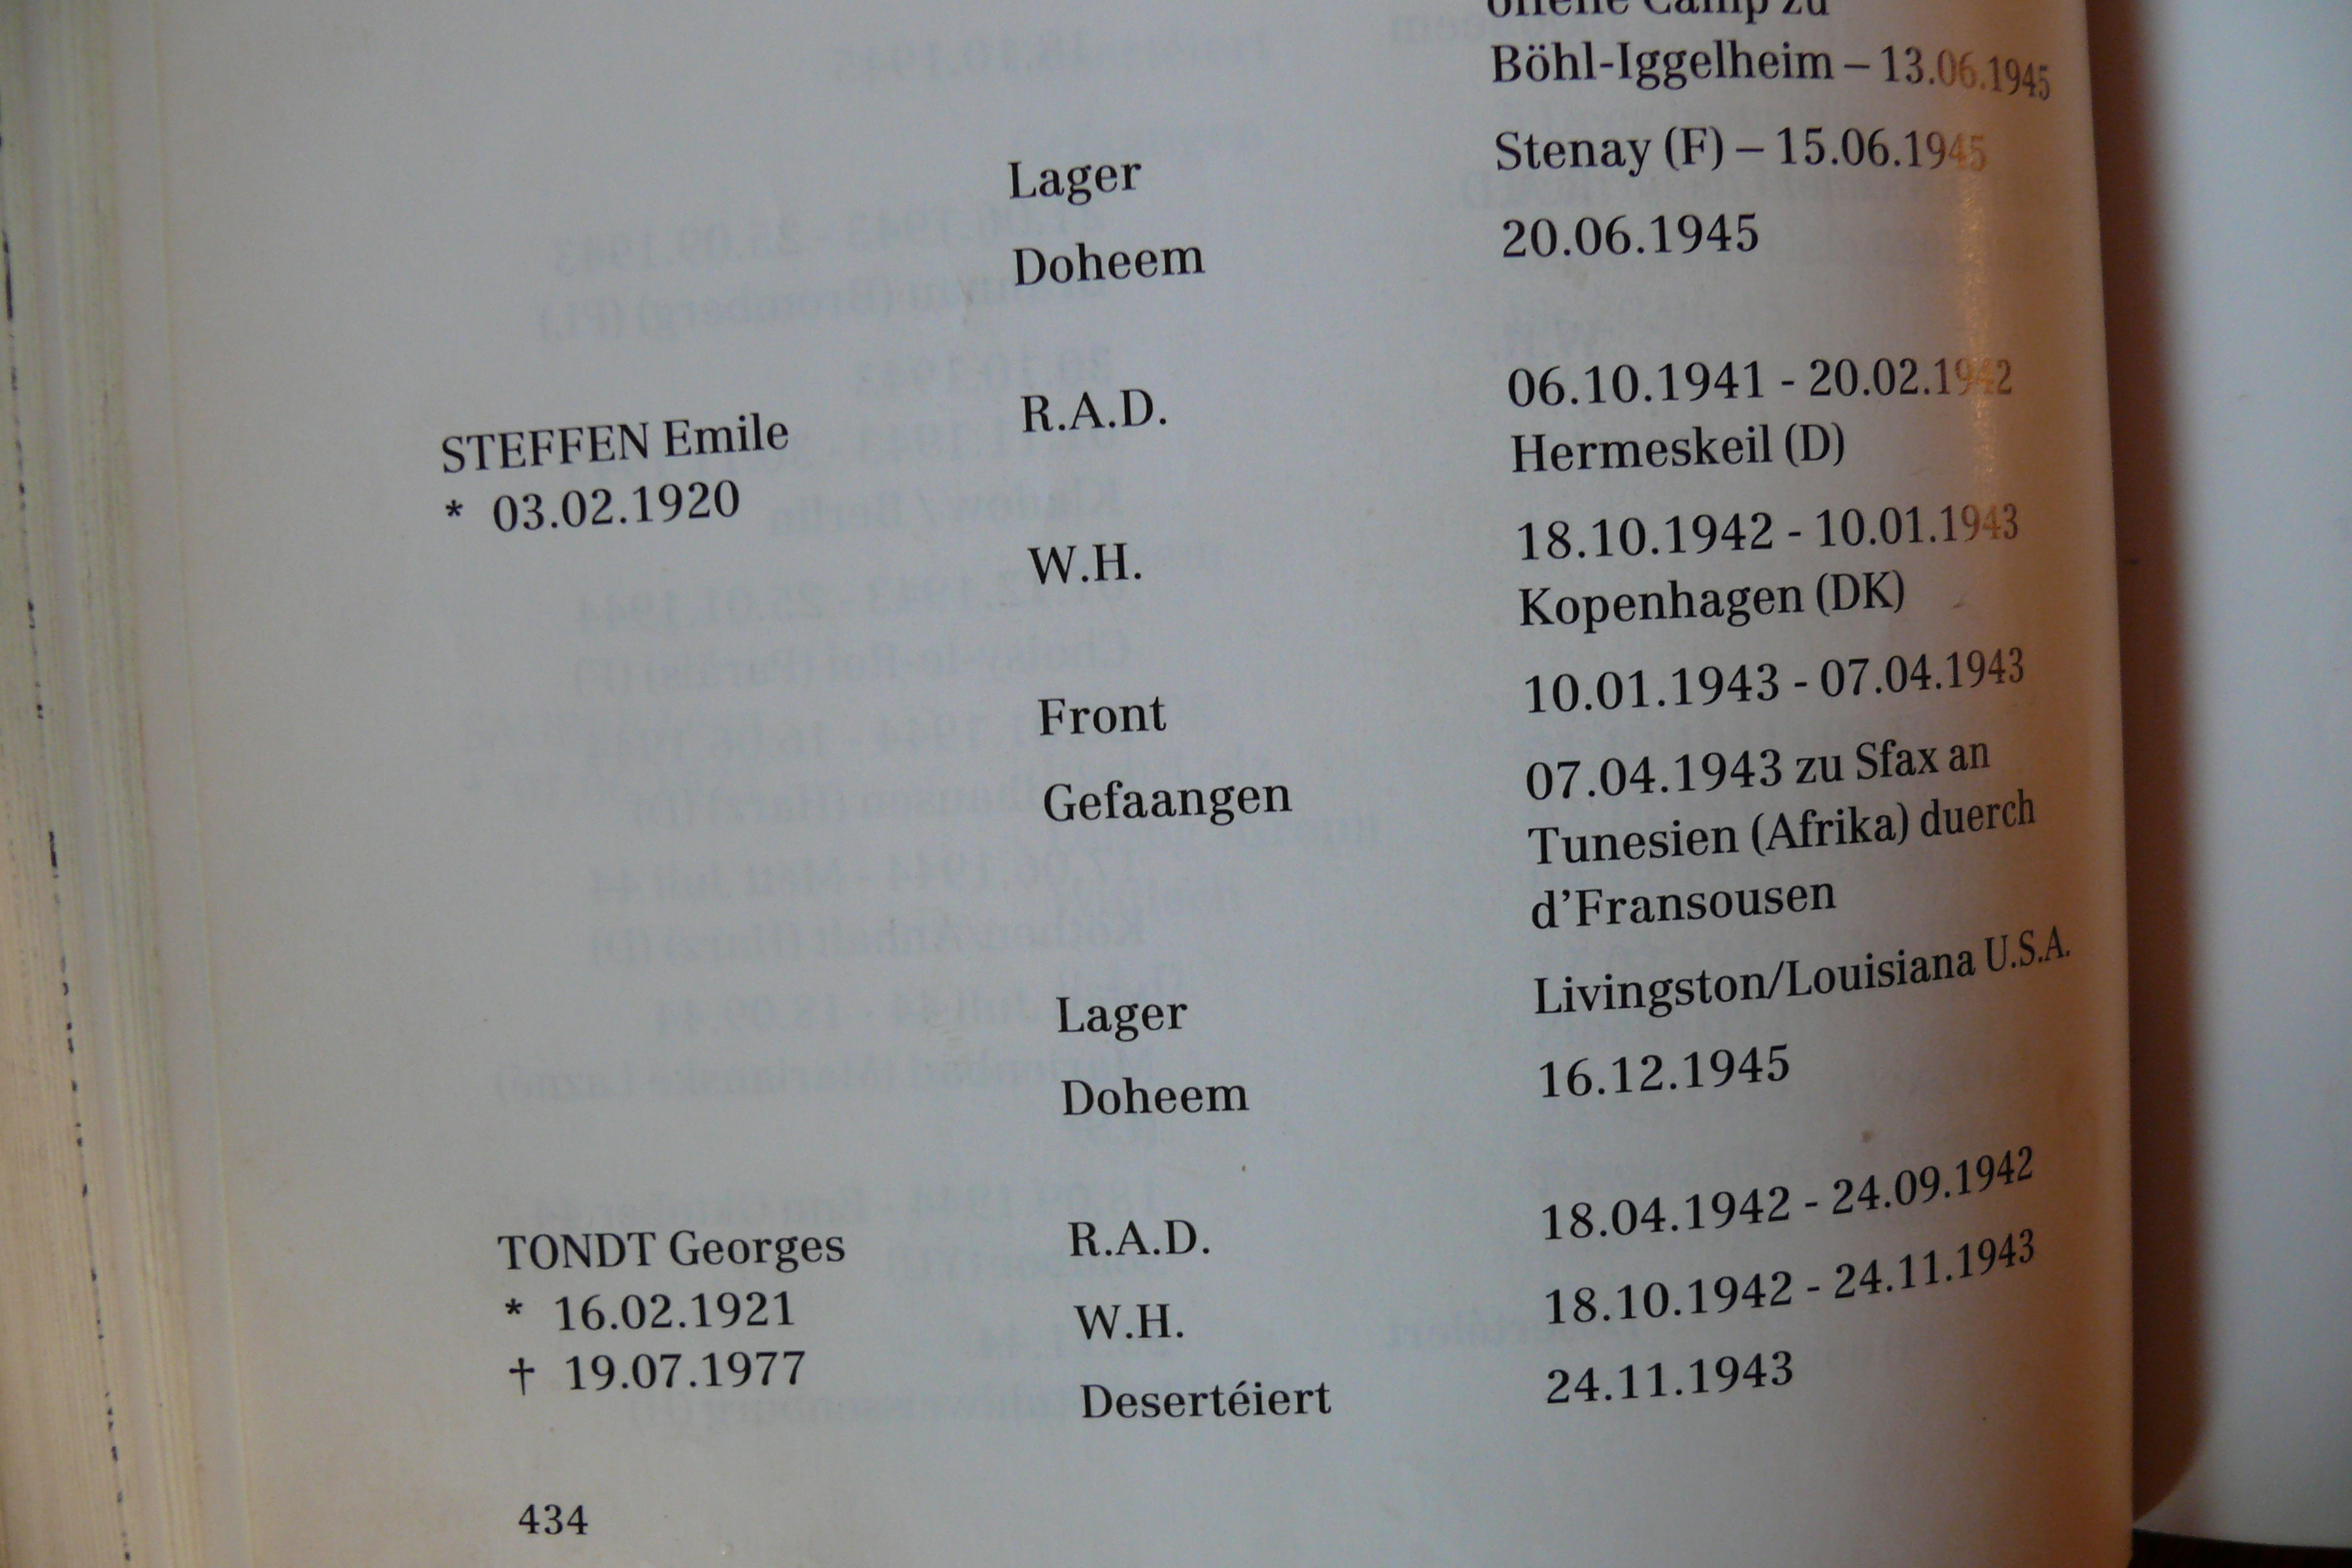 offene Camp zu
Böhl-Iggelheim – 13.06.1945
Lager Stenay (F) – 15.06.1945
Doheem 20.06.1945
STEFFEN Emile R.A.D. 06.10.1941 - 20.02.1942
* 03.02.1920 Hermeskeil (D)
W.H. 18.10.1942 - 10.01.1943
Kopenhagen (DK)
Front 10.01.1943 - 07.04.1943
Gefaangen 07.04.1943 zu Sfax an
Tunesien (Afrika) duerch
d'Fransousen
Lager Livingston/Louisiana U.S.A.
Doheem 16.12.1945
TONDT Georges R.A.D. 18.04.1942 - 24.09.1942
* 16.02.1921 W.H. 18.10.1942 - 24.11.1943
† 19.07.1977 Desertéiert 24.11.1943
434